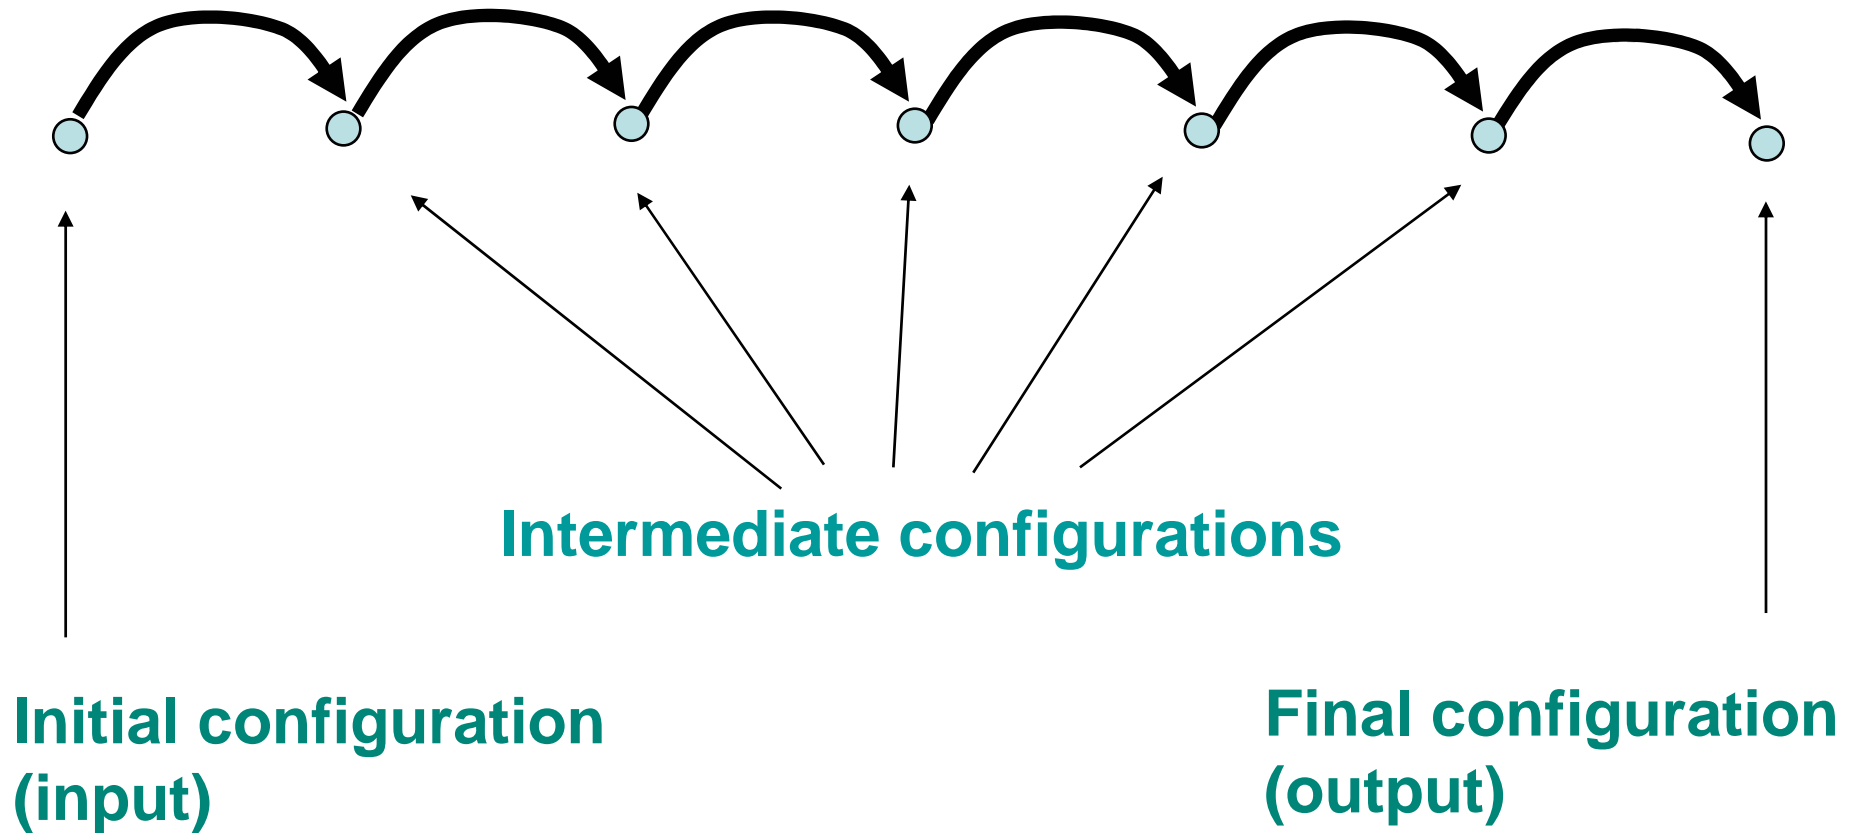 Intermediate configurations
Initial configuration
(input)
Final configuration
(output)